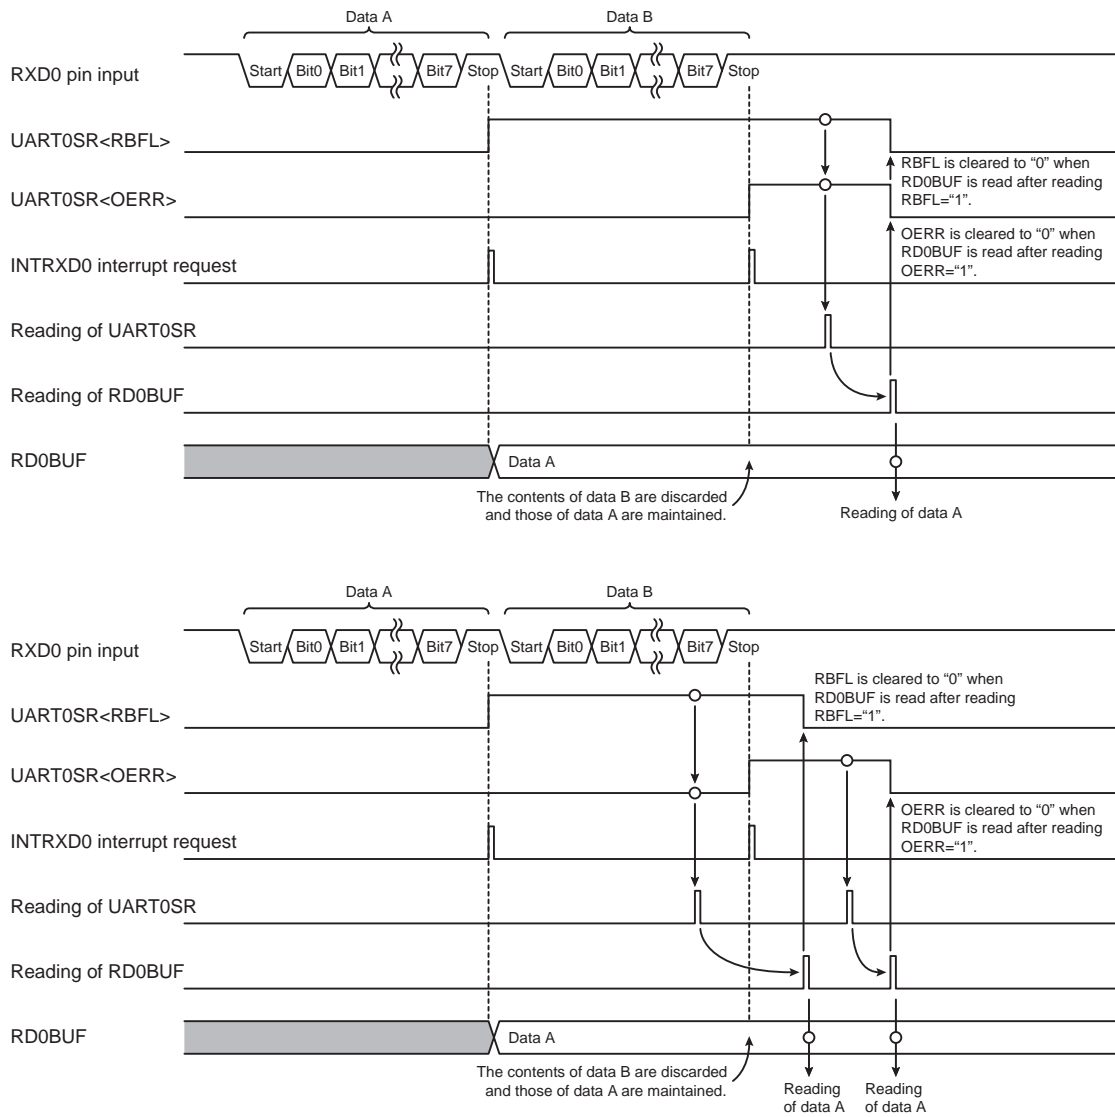 Data A Data B
RXD0 pin input Start Bit0 Bit1 Bit7 Stop Start Bit0 Bit1 Bit7 Stop
UART0SR<RBFL>
RBFL is cleared to “0” when
RD0BUF is read after reading
RBFL=“1”.
UART0SR<OERR>
OERR is cleared to “0” when
RD0BUF is read after reading
OERR=“1”.
INTRXD0 interrupt request
Reading of UART0SR
Reading of RD0BUF
RD0BUF Data A
The contents of data B are discarded
and those of data A are maintained.
Reading of data A
Data A Data B
RXD0 pin input Start Bit0 Bit1 Bit7 Stop Start Bit0 Bit1 Bit7 Stop
RBFL is cleared to “0” when
RD0BUF is read after reading
RBFL=“1”.
UART0SR<RBFL>
UART0SR<OERR>
OERR is cleared to “0” when
RD0BUF is read after reading
OERR=“1”.
INTRXD0 interrupt request
Reading of UART0SR
Reading of RD0BUF
RD0BUF Data A
The contents of data B are discarded
and those of data A are maintained.
Reading
of data A
Reading
of data A